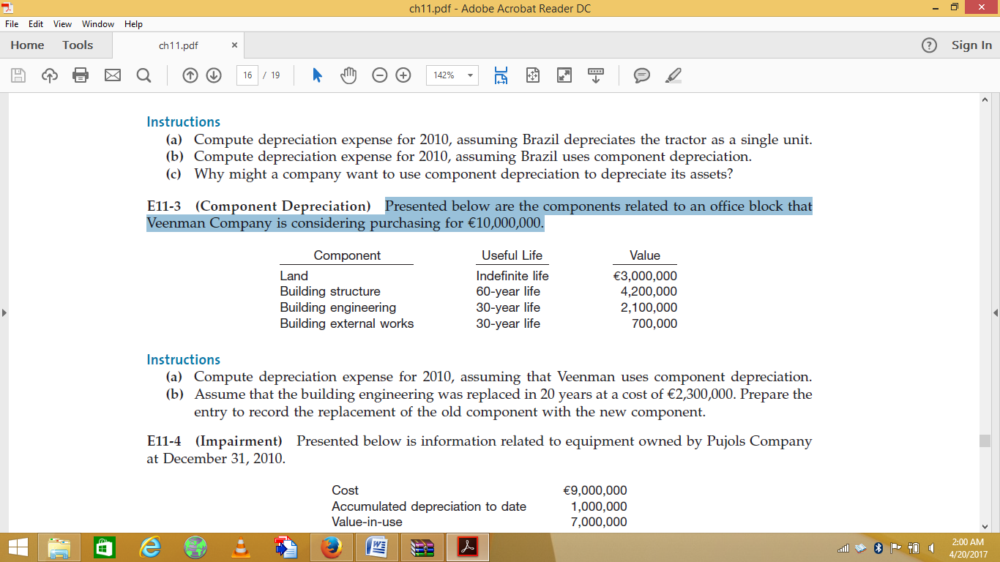 ch11.pdf - Adobe Acrobat Reader DC
File Edit View Window Help
Home Tools ch11.pdf × ? Sign In
16 / 19 142%
Instructions
(a) Compute depreciation expense for 2010, assuming Brazil depreciates the tractor as a single unit.
(b) Compute depreciation expense for 2010, assuming Brazil uses component depreciation.
(c) Why might a company want to use component depreciation to depreciate its assets?
E11-3 (Component Depreciation) Presented below are the components related to an office block that
Veenman Company is considering purchasing for €10,000,000.
Component Useful Life Value
Land Indefinite life €3,000,000
Building structure 60-year life 4,200,000
Building engineering 30-year life 2,100,000
Building external works 30-year life 700,000
Instructions
(a) Compute depreciation expense for 2010, assuming that Veenman uses component depreciation.
(b) Assume that the building engineering was replaced in 20 years at a cost of €2,300,000. Prepare the
entry to record the replacement of the old component with the new component.
E11-4 (Impairment) Presented below is information related to equipment owned by Pujols Company
at December 31, 2010.
Cost €9,000,000
Accumulated depreciation to date 1,000,000
Value-in-use 7,000,000
2:00 AM
4/20/2017